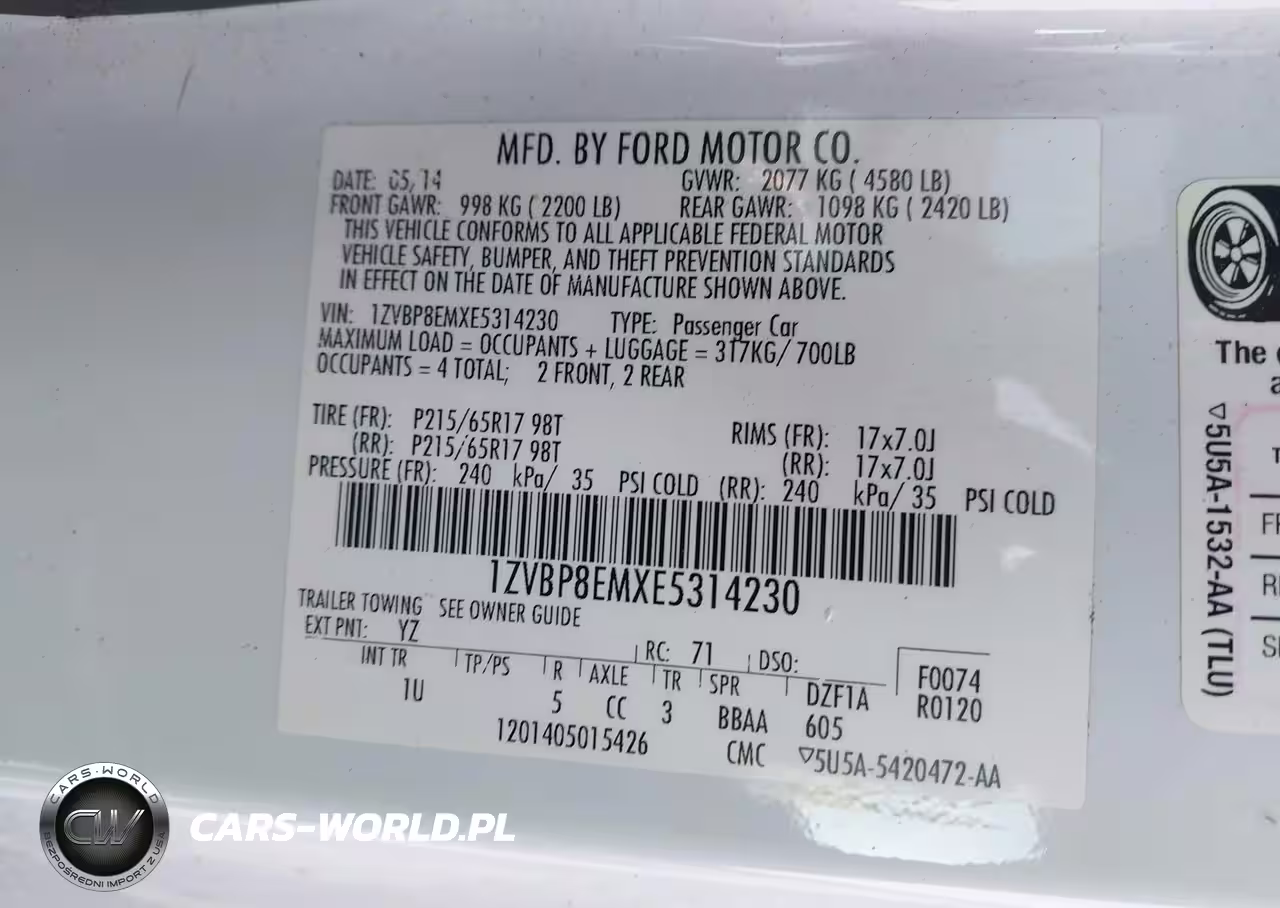 MFD. BY FORD MOTOR CO.
DATE: 05/14 GVWR: 2077 KG ( 4580 LB)
FRONT GAWR: 998 KG ( 2200 LB) REAR GAWR: 1098 KG ( 2420 LB)
THIS VEHICLE CONFORMS TO ALL APPLICABLE FEDERAL MOTOR
VEHICLE SAFETY, BUMPER, AND THEFT PREVENTION STANDARDS
IN EFFECT ON THE DATE OF MANUFACTURE SHOWN ABOVE.
VIN: 1ZVBP8EMXE5314230 TYPE: Passenger Car
MAXIMUM LOAD = OCCUPANTS + LUGGAGE = 317KG/ 700LB
OCCUPANTS = 4 TOTAL; 2 FRONT, 2 REAR
TIRE (FR): P215/65R17 98T RIMS (FR): 17x7.0J
(RR): P215/65R17 98T (RR): 17x7.0J
PRESSURE (FR): 240 kPa/ 35 PSI COLD (RR): 240 kPa/ 35 PSI COLD
1ZVBP8EMXE5314230
TRAILER TOWING SEE OWNER GUIDE
EXT PNT: YZ RC: 71 DSO: F0074
INT TR TP/PS R AXLE TR SPR DZF1A R0120
1U 5 CC 3 BBAA 605
1201405015426 CMC ▽5U5A-5420472-AA
The
▽5U5A-1532-AA (TLU)
CARS-WORLD
CW
BEZPOŚREDNI IMPORT Z USA
CARS-WORLD.PL